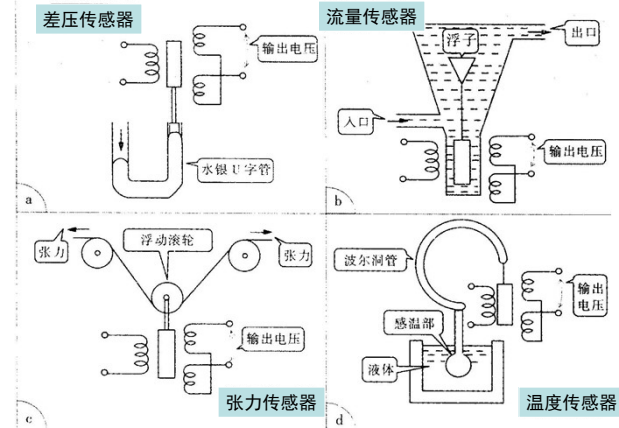 差压传感器
输出电压
水银U字管
a
流量传感器
出口
浮子
入口
输出电压
b
张力
浮动滚轮
张力
输出电压
张力传感器
c
波尔洞管
感温部
液体
输出
电压
温度传感器
d